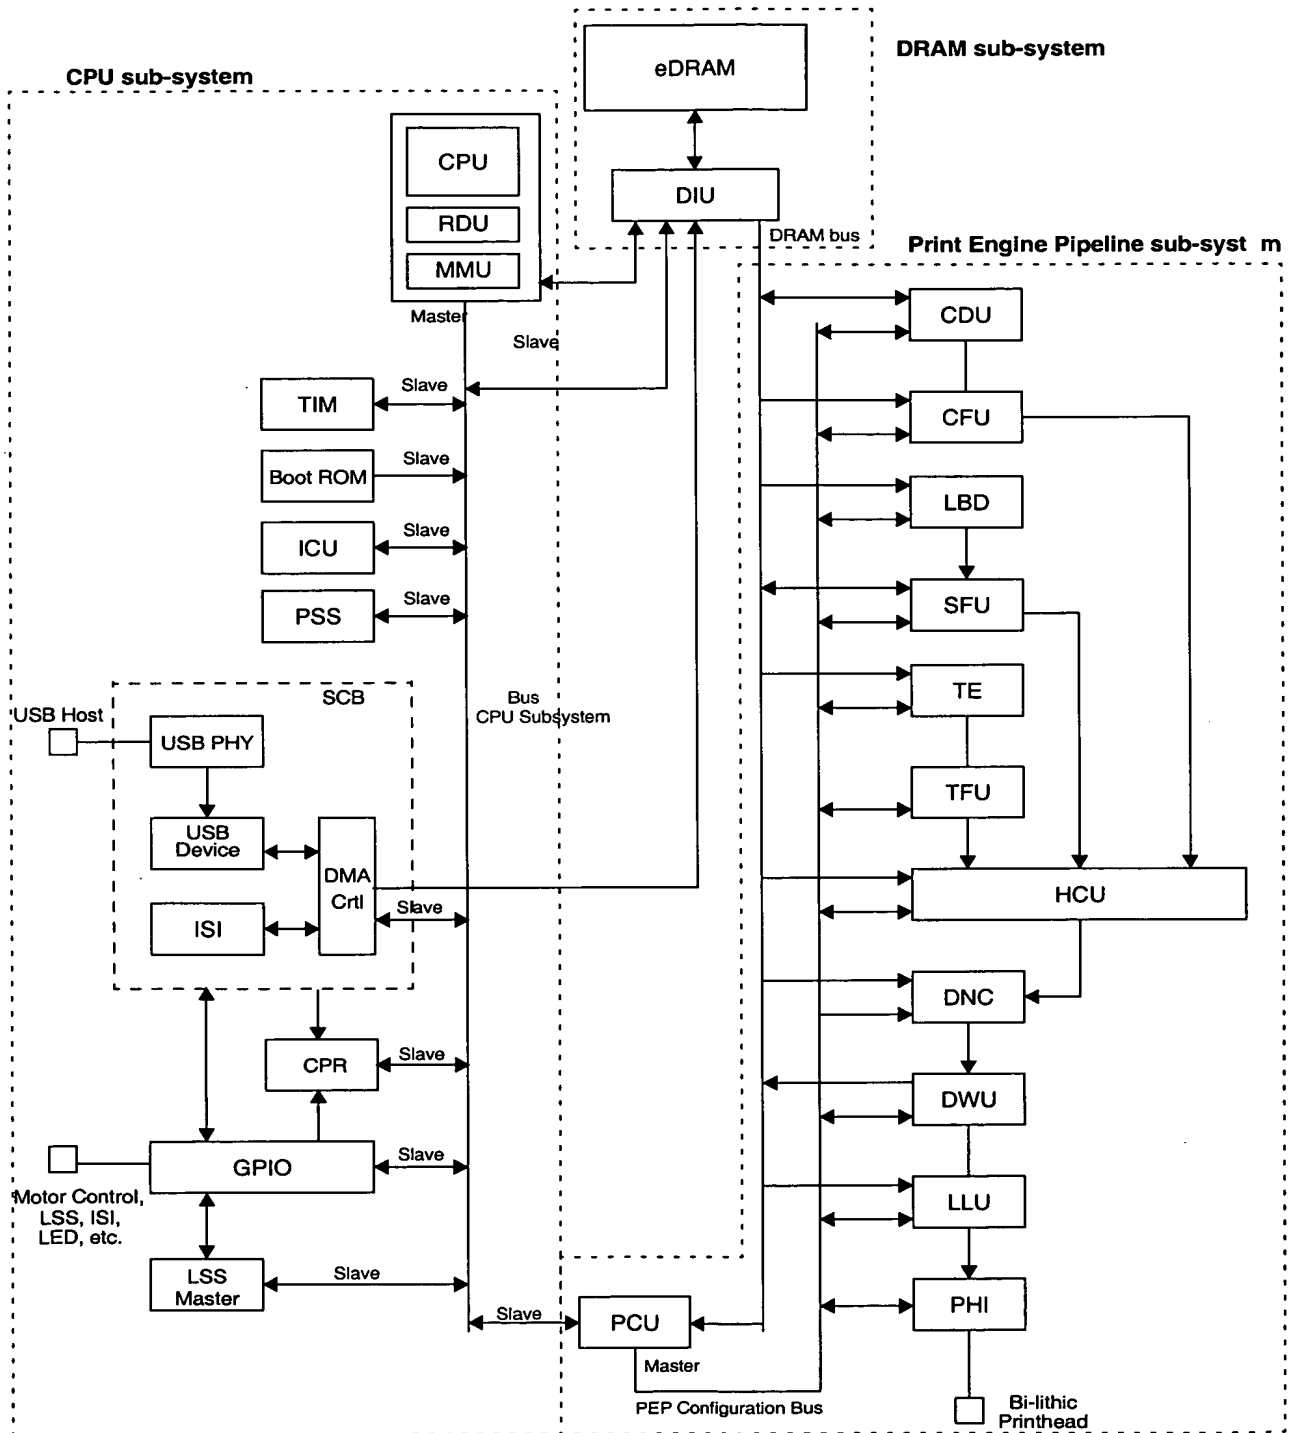 DRAM sub-system
CPU sub-system
eDRAM
CPU
RDU
MMU
Master
DIU
DRAM bus
Print Engine Pipeline sub-syst m
Slave
CDU
TIM
Slave
CFU
Boot ROM
Slave
LBD
ICU
Slave
PSS
Slave
SFU
SCB
Bus
CPU Subsystem
TE
USB Host
USB PHY
TFU
USB
Device
DMA
Crtl
Slave
ISI
HCU
DNC
CPR
Slave
DWU
GPIO
Slave
Motor Control,
LSS, ISI,
LED, etc.
LLU
LSS
Master
Slave
PHI
Slave
PCU
Master
PEP Configuration Bus
Bi-lithic
Printhead